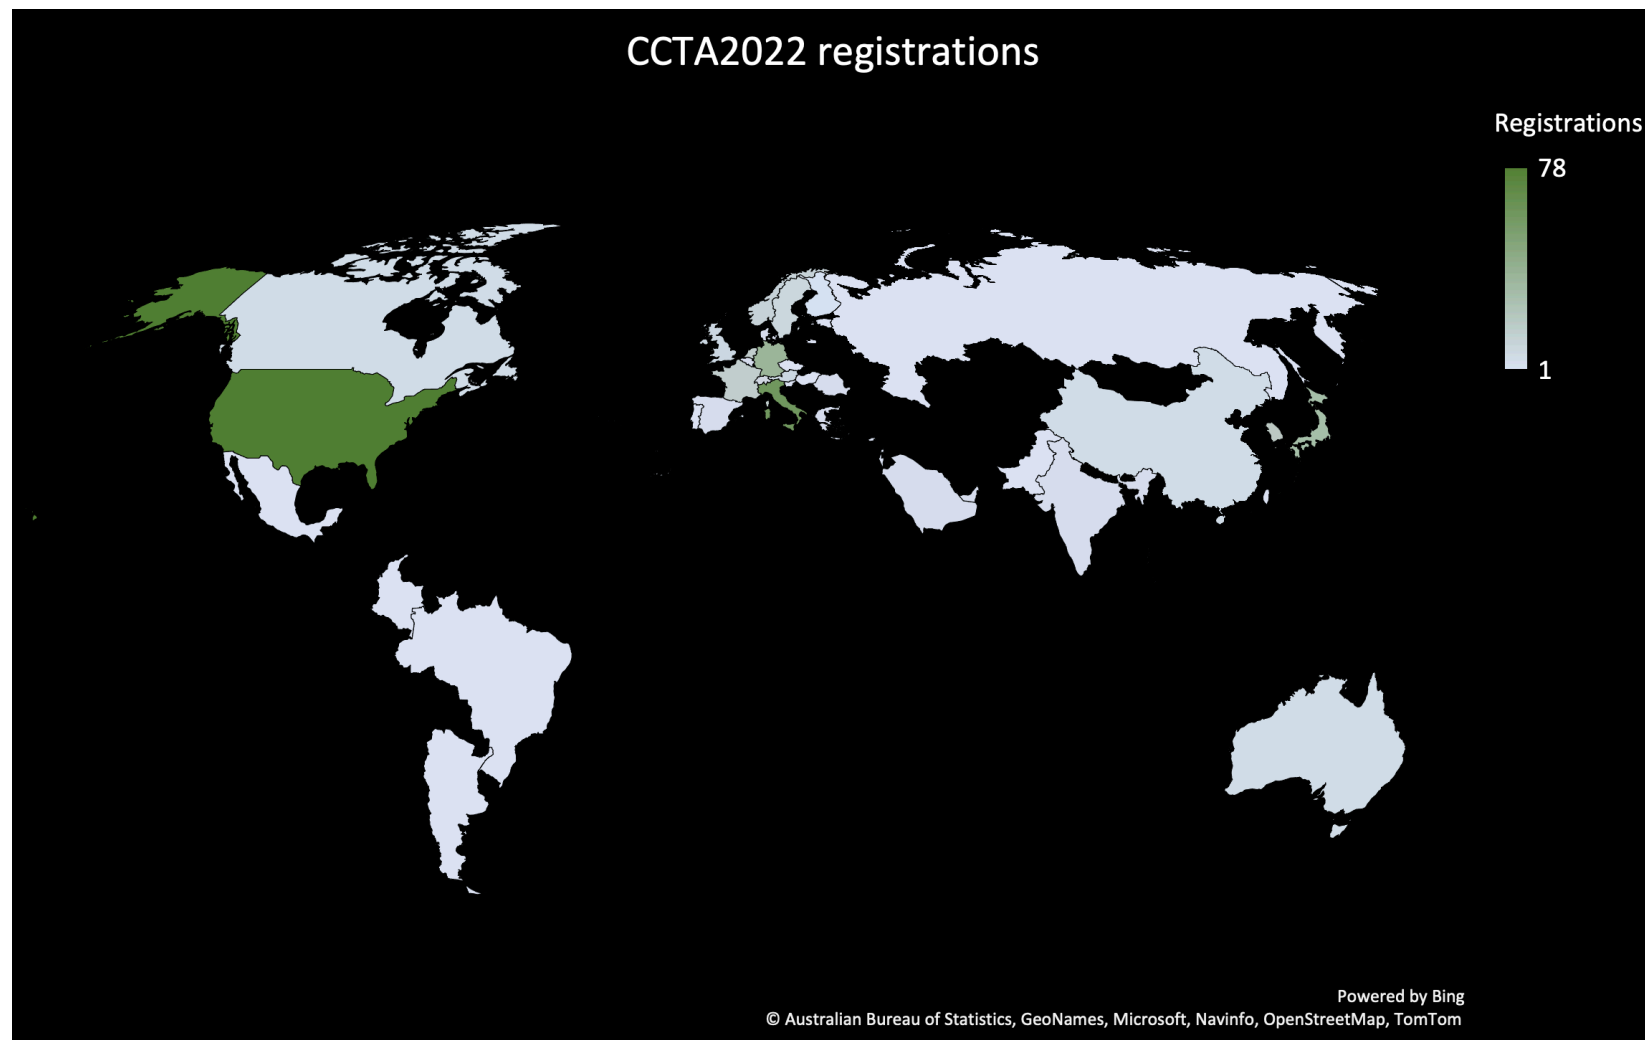 CCTA2022 registrations
Registrations
78
1
Powered by Bing
© Australian Bureau of Statistics, GeoNames, Microsoft, Navinfo, OpenStreetMap, TomTom